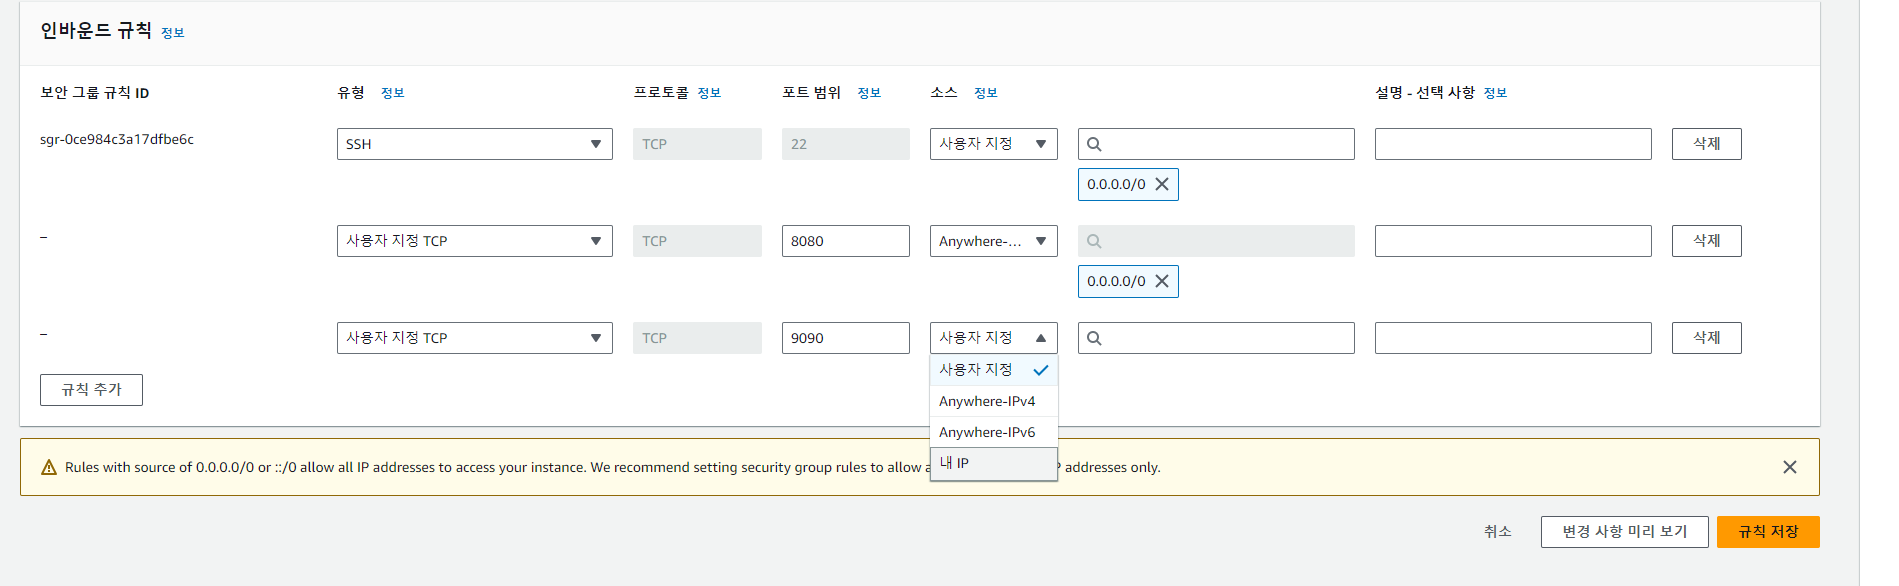 인바운드 규칙 정보
보안 그룹 규칙 ID 유형 정보 프로토콜 정보 포트 범위 정보 소스 정보 설명 - 선택 사항 정보
sgr-0ce984c3a17dfbe6c SSH TCP 22 사용자 지정 삭제
0.0.0.0/0
– 사용자 지정 TCP TCP 8080 Anywhere-... 삭제
0.0.0.0/0
– 사용자 지정 TCP TCP 9090 사용자 지정 삭제
사용자 지정
규칙 추가
Anywhere-IPv4
Anywhere-IPv6
내 IP
Rules with source of 0.0.0.0/0 or ::/0 allow all IP addresses to access your instance. We recommend setting security group rules to allow addresses only.
취소 변경 사항 미리 보기 규칙 저장